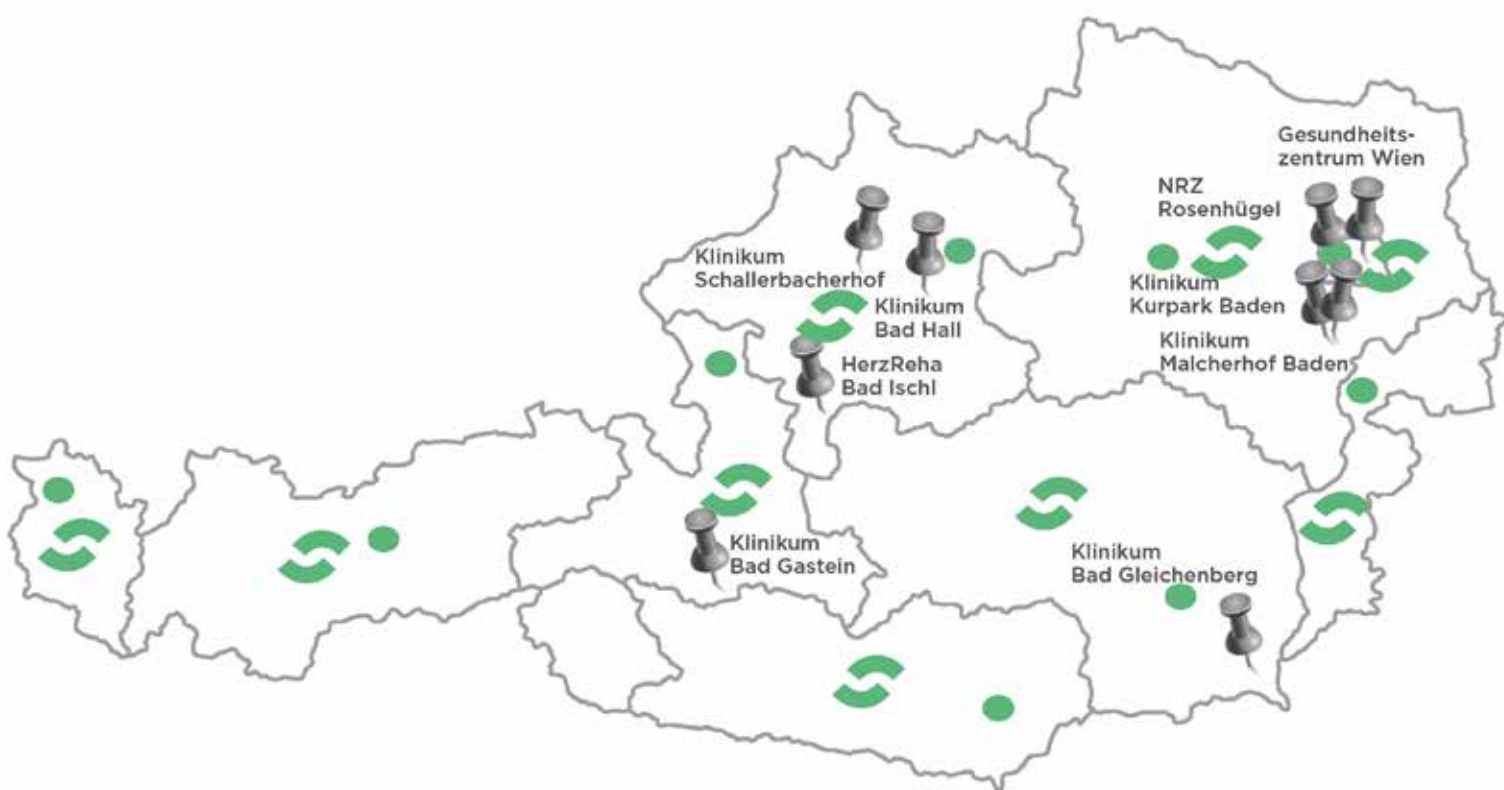 Gesundheits-
zentrum Wien
NRZ
Rosenhügel
Klinikum
Schallerbacherhof
Klinikum
Kurpark Baden
Klinikum
Bad Hall
Klinikum
Malcherhof Baden
HerzReha
Bad Ischl
Klinikum
Bad Gastein
Klinikum
Bad Gleichenberg